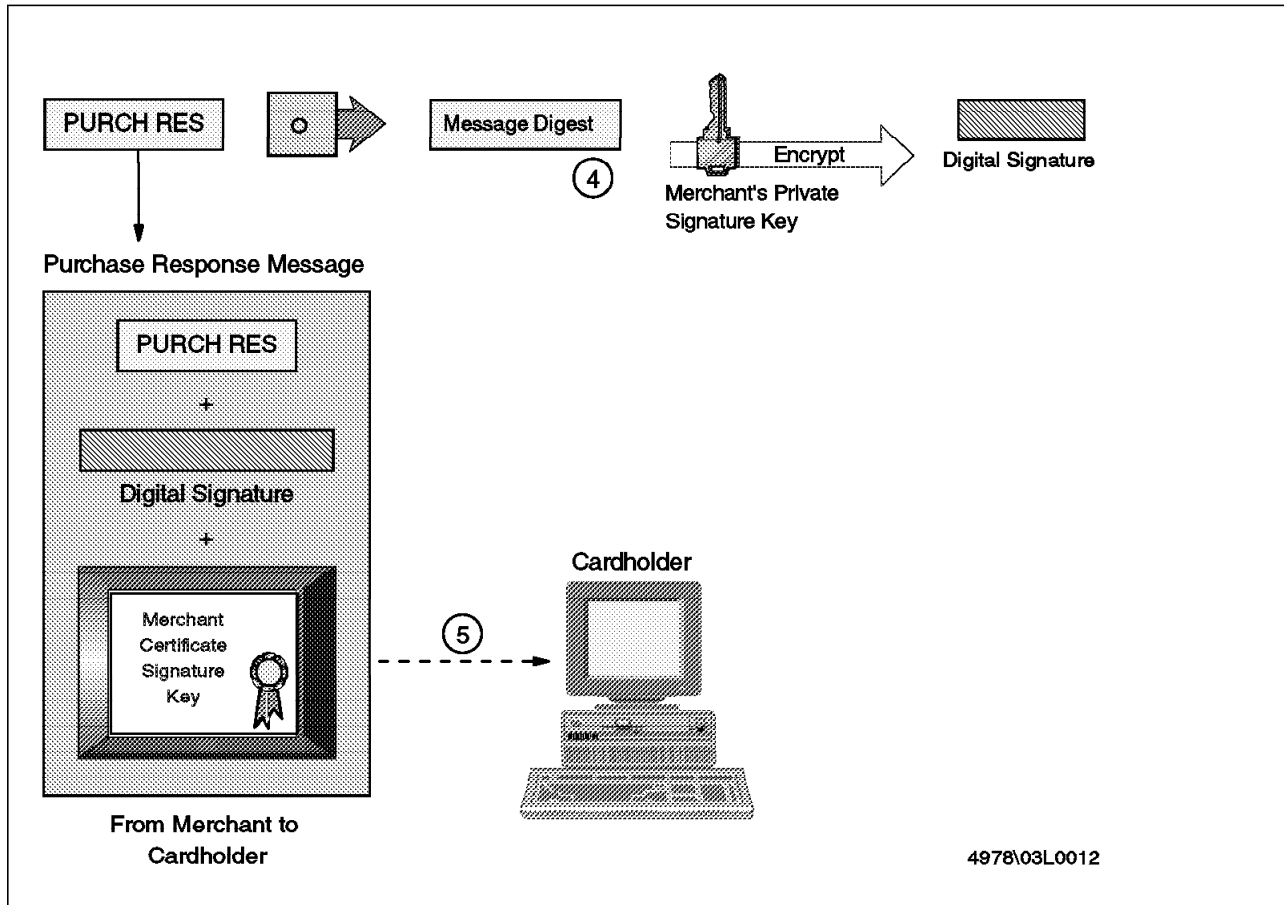 PURCH RES
Message Digest
4
Encrypt
Merchant's Private
Signature Key
Digital Signature
Purchase Response Message
PURCH RES
+
Digital Signature
+
Merchant
Certificate
Signature
Key
5
Cardholder
From Merchant to
Cardholder
4978\03L0012